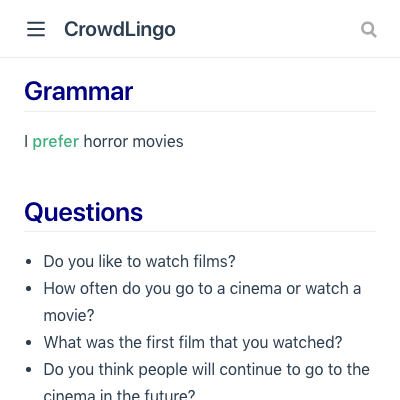 CrowdLingo
Grammar
I prefer horror movies
Questions
Do you like to watch films?
How often do you go to a cinema or watch a
movie?
What was the first film that you watched?
Do you think people will continue to go to the
cinema in the future?